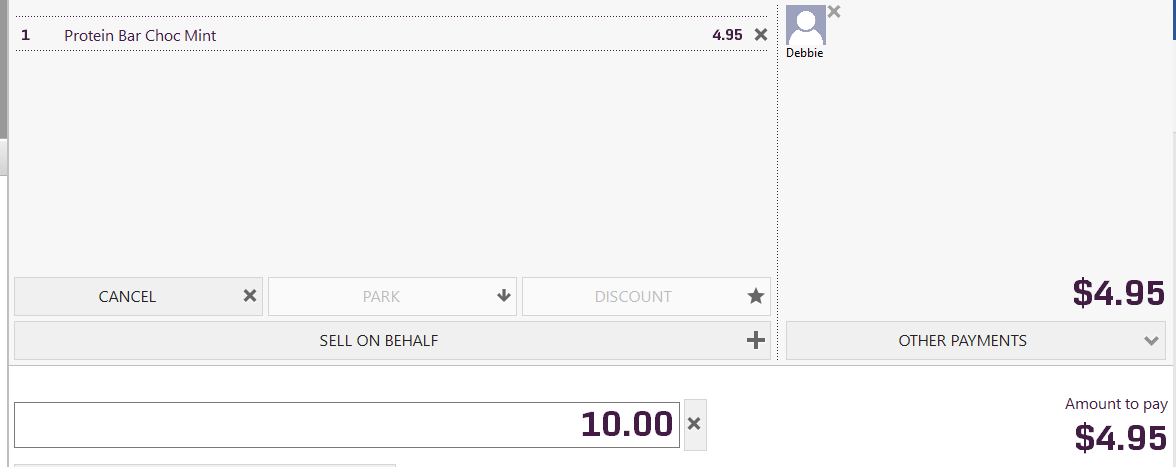 1 Protein Bar Choc Mint 4.95
Debbie
$4.95
CANCEL PARK DISCOUNT
SELL ON BEHALF
OTHER PAYMENTS
10.00
Amount to pay
$4.95